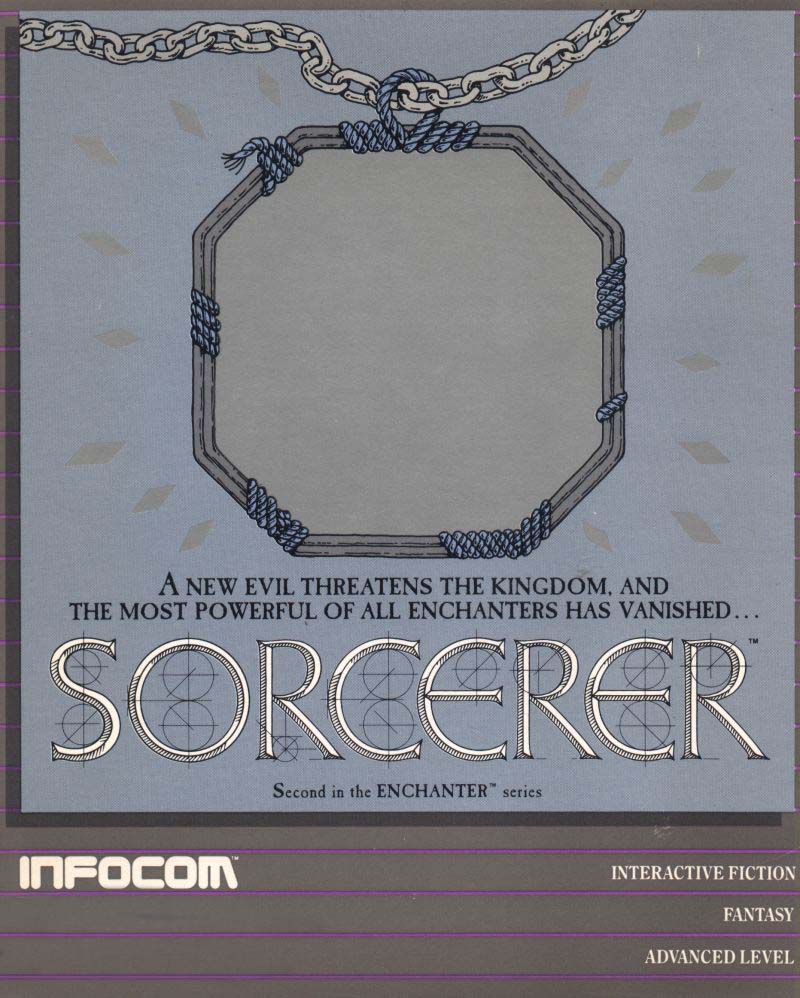 A NEW EVIL THREATENS THE KINGDOM, AND
THE MOST POWERFUL OF ALL ENCHANTERS HAS VANISHED...
SORCERER™
Second in the ENCHANTER™ series
INFOCOM™
INTERACTIVE FICTION
FANTASY
ADVANCED LEVEL